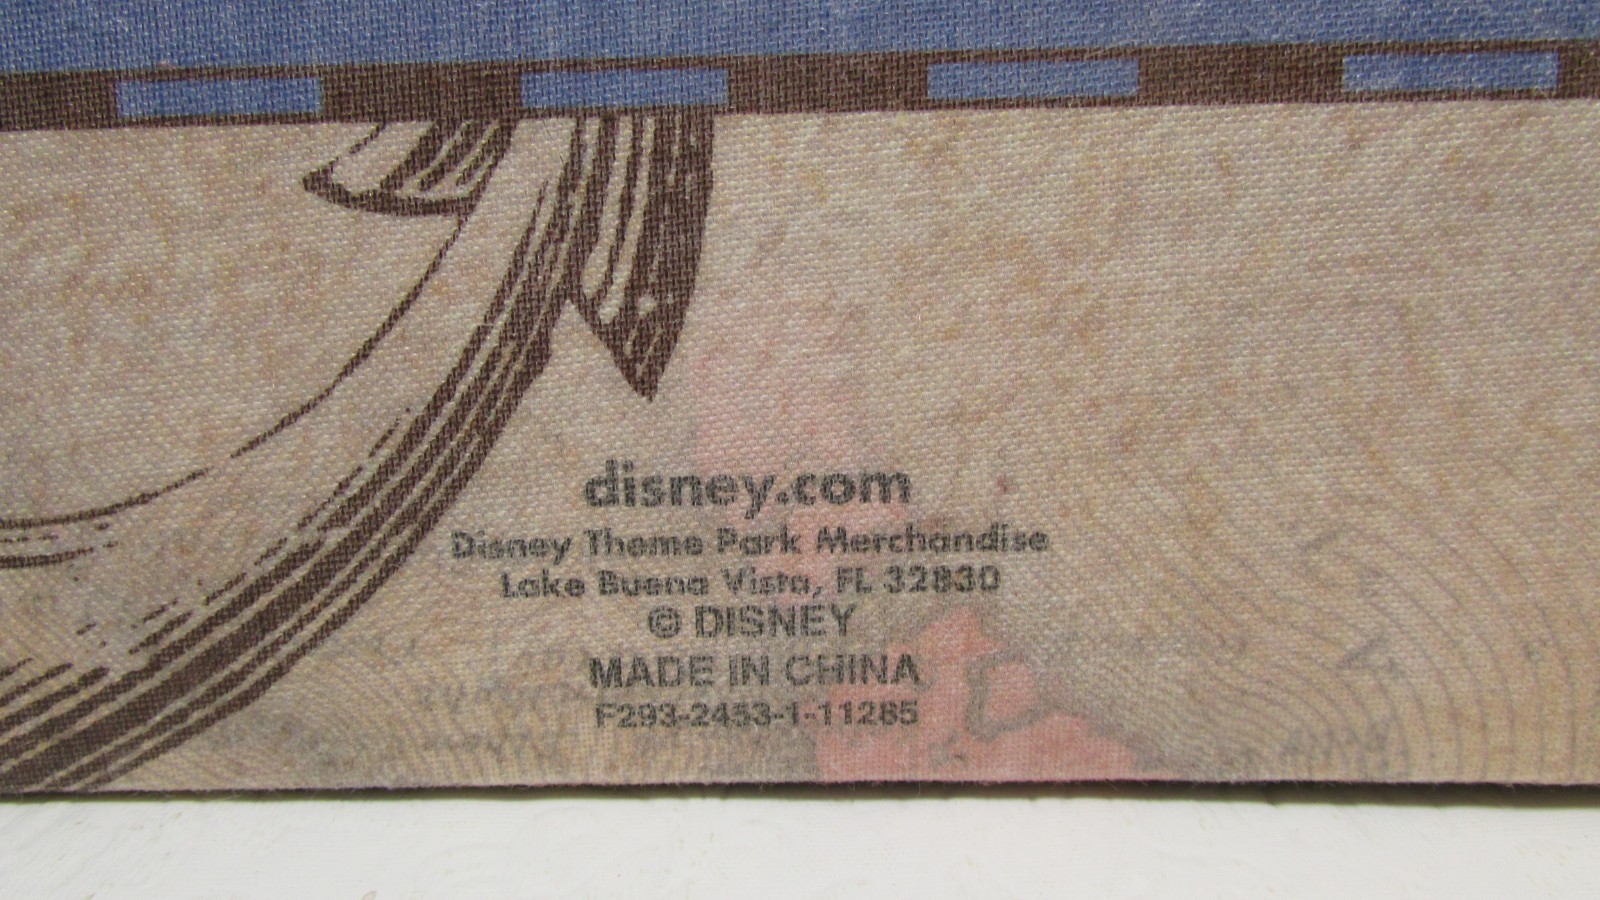 disney.com
Disney Theme Park Merchandise
Lake Buena Vista, FL 32830
© DISNEY
MADE IN CHINA
F293-2453-1-11285